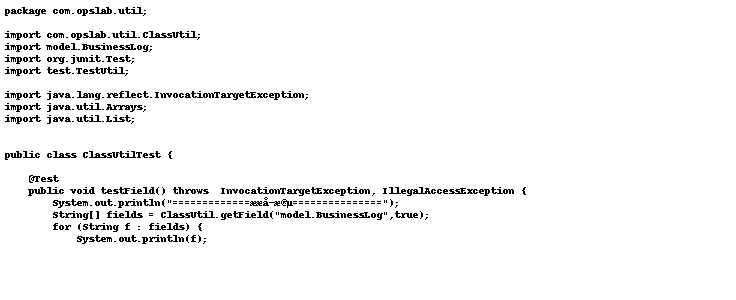 package com.opslab.util;

import com.opslab.util.ClassUtil;
import model.BusinessLog;
import org.junit.Test;
import test.TestUtil;

import java.lang.reflect.InvocationTargetException;
import java.util.Arrays;
import java.util.List;


public class ClassUtilTest {

    @Test
    public void testField() throws  InvocationTargetException, IllegalAccessException {
        System.out.println("=============ææå­æ®µ===============");
        String[] fields = ClassUtil.getField("model.BusinessLog",true);
        for (String f : fields) {
            System.out.println(f);